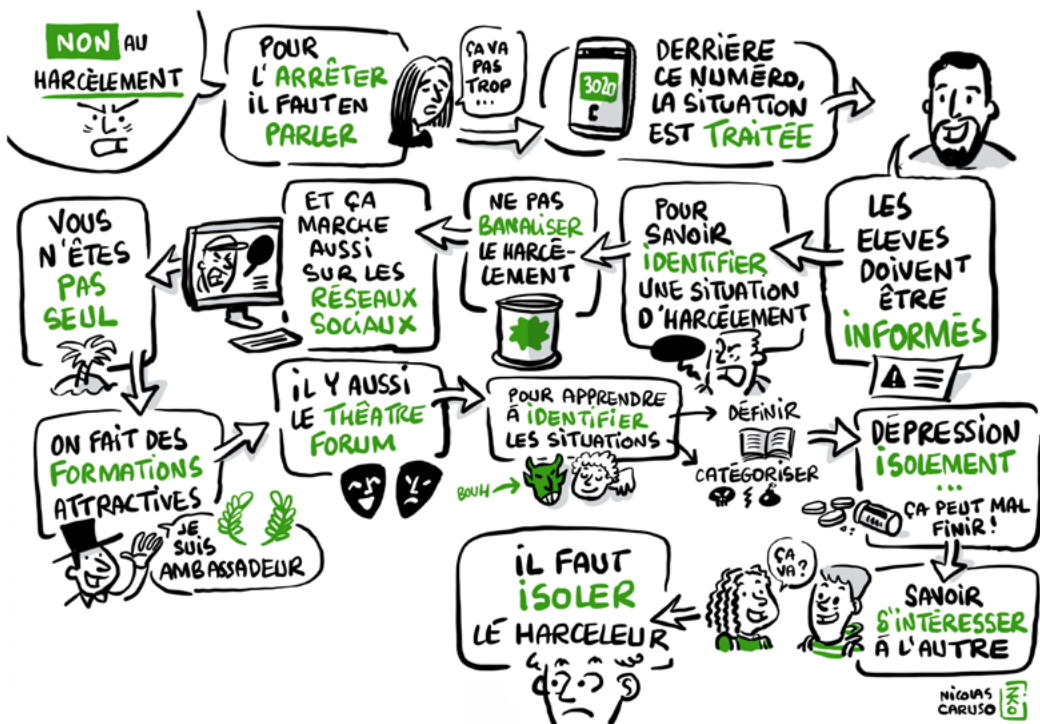 NON AU
HARCÈLEMENT
POUR
L'ARRÊTER
IL FAUT EN
PARLER
ÇA VA
PAS
TROP
...
3020
DERRIÈRE
CE NUMÉRO,
LA SITUATION
EST TRAITÉE
LES
ELEVES
DOIVENT
ÊTRE
INFORMÉS
POUR
SAVOIR
IDENTIFIER
UNE SITUATION
D'HARCÈLEMENT
NE PAS
BANALISER
LE HARCÈ-
LEMENT
ET ÇA
MARCHE
AUSSI
SUR LES
RÉSEAUX
SOCIAUX
VOUS
N'ÊTES
PAS
SEUL
ON FAIT DES
FORMATIONS
ATTRACTIVES
JE
SUIS
AMBASSADEUR
IL Y AUSSI
LE THÉÂTRE
FORUM
POUR APPRENDRE
À IDENTIFIER
LES SITUATIONS
BOUH
DÉFINIR
CATÉGORISER
DÉPRESSION
ISOLEMENT
...
ÇA PEUT MAL
FINIR!
SAVOIR
S'INTÉRESSER
À L'AUTRE
ÇA
VA?
IL FAUT
ISOLER
LE HARCELEUR
NICOLAS
CARUSO